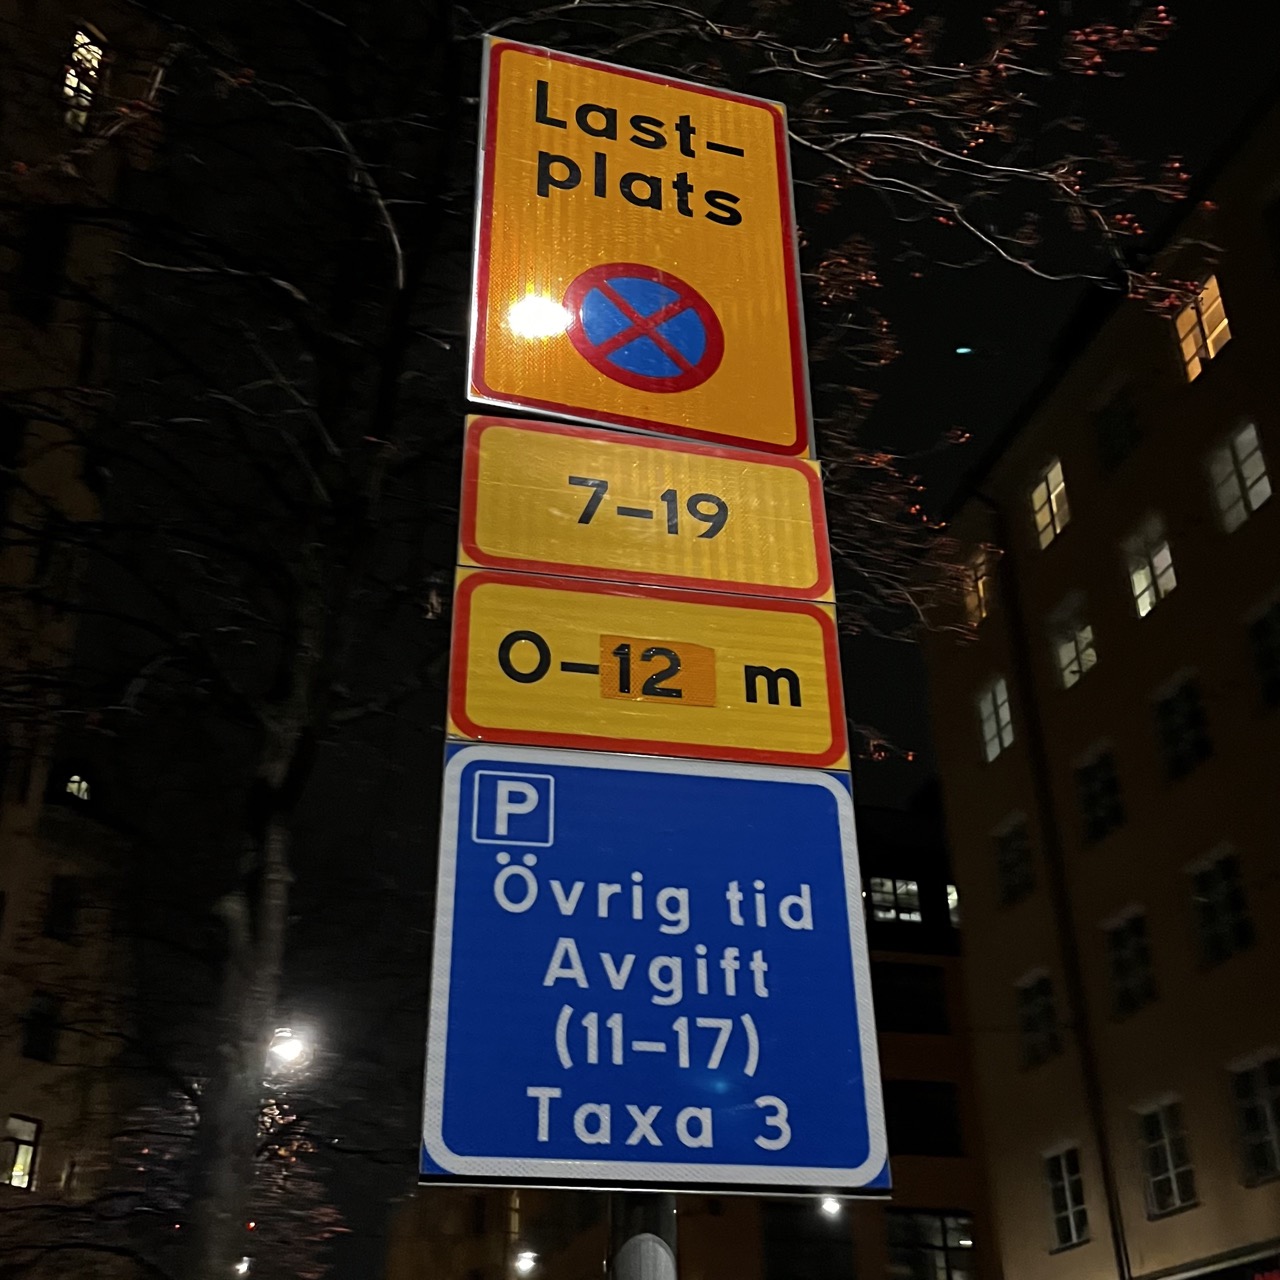 Last-
plats
7-19
0-12 m
P
Övrig tid
Avgift
(11-17)
Taxa 3